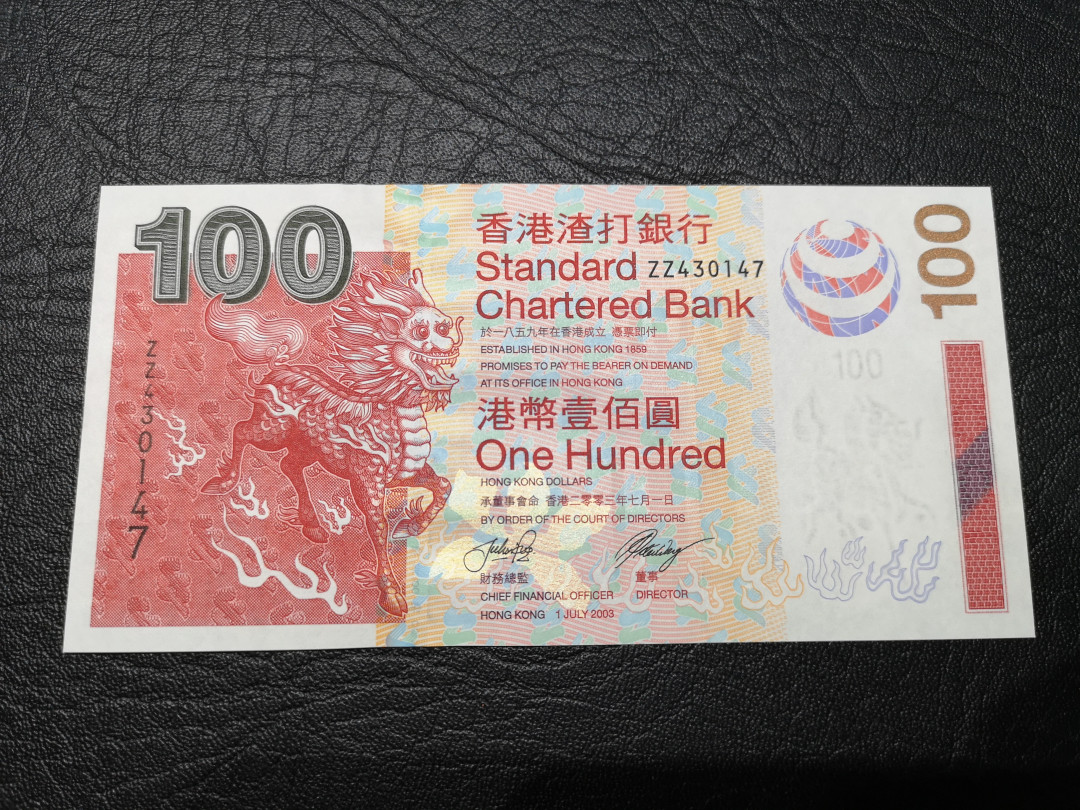 100
ZZ430147
香港渣打銀行
Standard ZZ430147
Chartered Bank
於一八五九年在香港成立 憑票即付
ESTABLISHED IN HONG KONG 1859
PROMISES TO PAY THE BEARER ON DEMAND
AT ITS OFFICE IN HONG KONG
港幣壹佰圓
One Hundred
HONG KONG DOLLARS
承董事會命 香港二零零三年七月一日
BY ORDER OF THE COURT OF DIRECTORS
財務總監 董事
CHIEF FINANCIAL OFFICER DIRECTOR
HONG KONG 1 JULY 2003
100
100